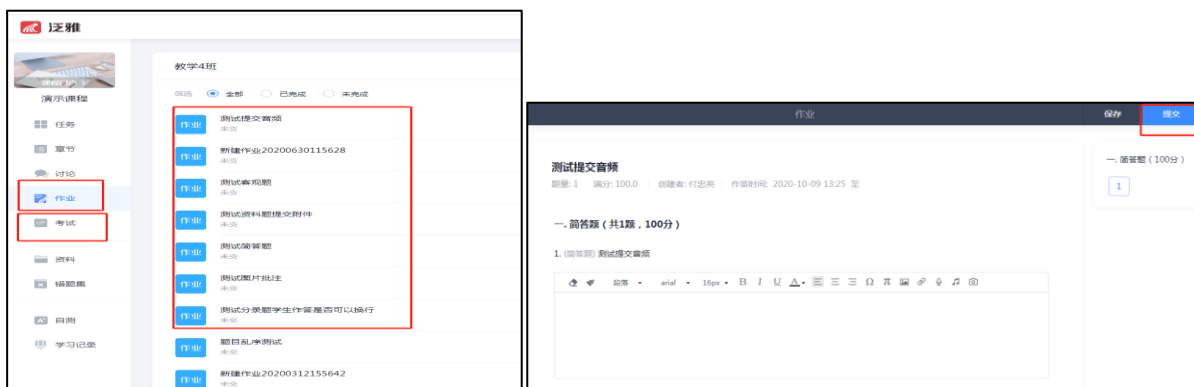 泛雅
演示课程
任务
章节
讨论
作业
考试
资料
错题集
自测
学习记录
教学4班
筛选 全部 已完成 未完成
作业 测试提交音频
未交
作业 新建作业20200630115628
未交
作业 测试客观题
未交
作业 测试资料题提交附件
未交
作业 测试简答题
未交
作业 测试图片批注
未交
作业 测试分录题学生作答是否可以换行
未交
作业 题目乱序测试
未交
作业 新建作业20200312155642
作业 保存 提交
测试提交音频
题量: 1 满分: 100.0 创建者: 付忠英 作答时间: 2020-10-09 13:25 至
一. 简答题（共1题，100分）
1. (简答题) 测试提交音频
段落 arial 16px B I U A Ω π
一. 简答题（100分）
1